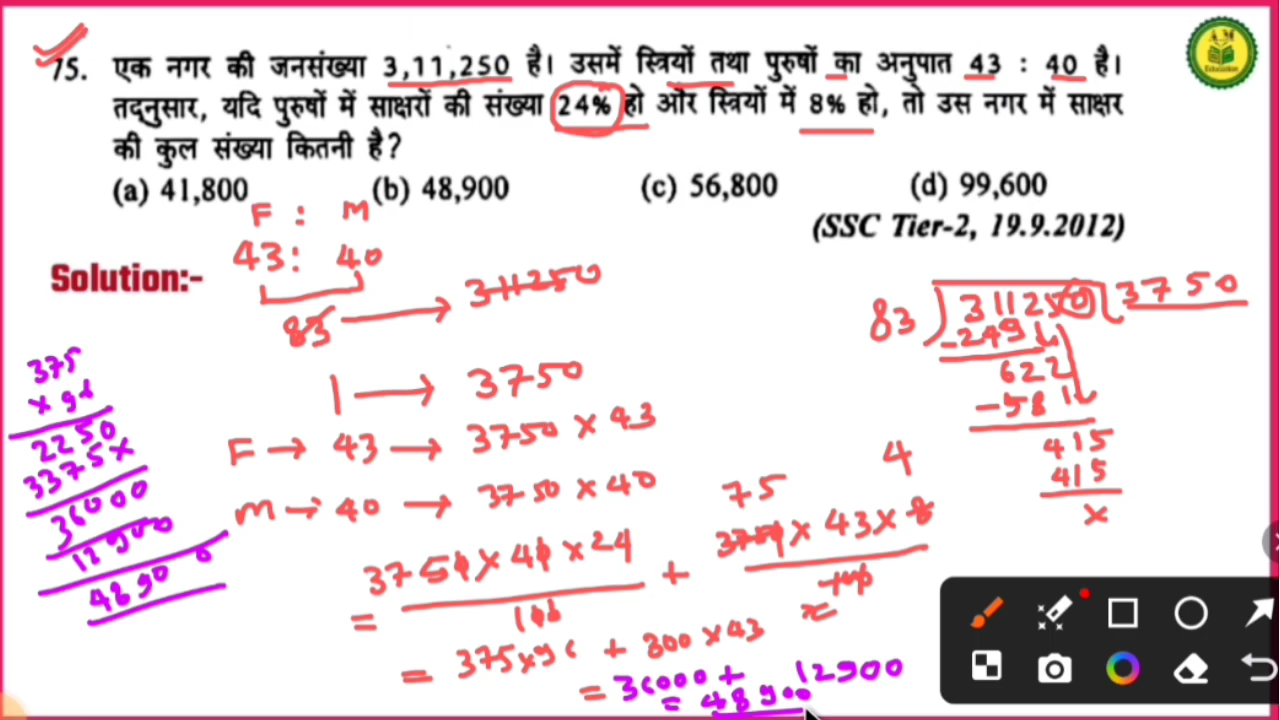 75. एक नगर की जनसंख्या 3,11,250 है। उसमें स्त्रियों तथा पुरुषों का अनुपात 43 : 40 है।
तद्नुसार, यदि पुरुषों में साक्षरों की संख्या 24% हो और स्त्रियों में 8% हो, तो उस नगर में साक्षर
की कुल संख्या कितनी है?
(a) 41,800 (b) 48,900 (c) 56,800 (d) 99,600
(SSC Tier-2, 19.9.2012)
F : M
43 : 40
Solution:-
83 → 311250
83 ) 311250 ( 3750
-249
622
-581
415
415
x
1 → 3750
F → 43 → 3750 × 43
M → 40 → 3750 × 40
375
× 96
2250
3375x
36000
12900
48900
75 4
= 3750 × 40 × 24 + 3750 × 43 × 8
100 100
= 375 × 96 + 300 × 43
= 36000 + 12900
= 48900